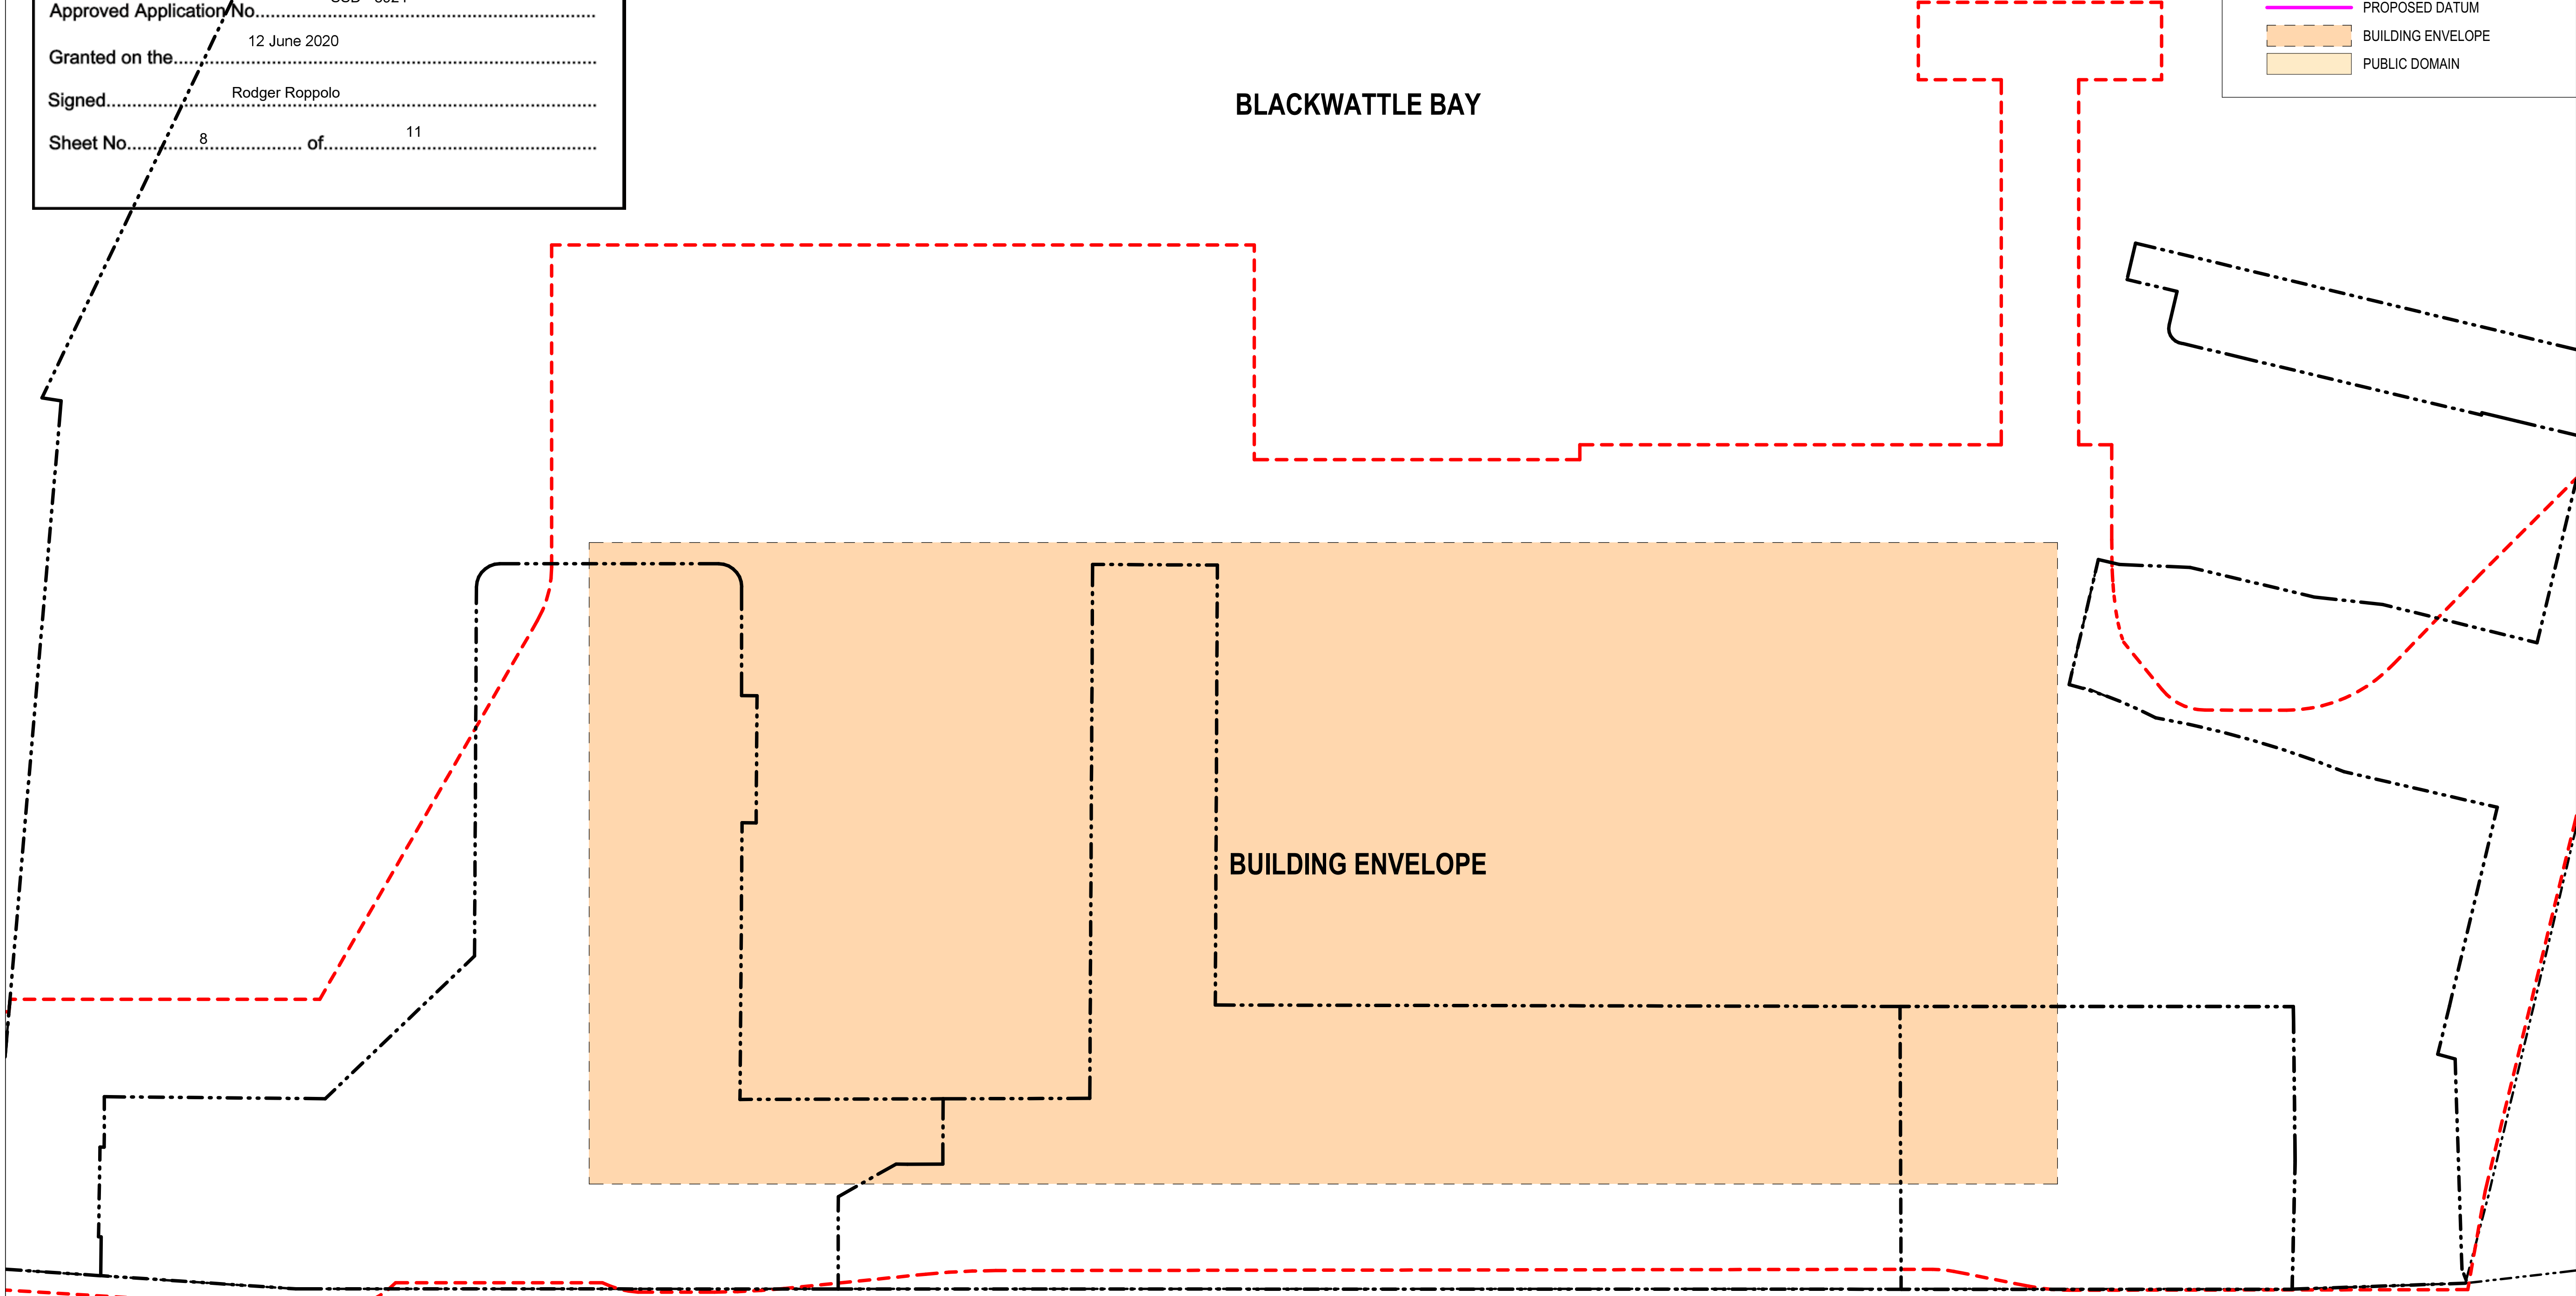 Approved Application No.
Granted on the 12 June 2020
Signed Rodger Roppolo
Sheet No. 8 of 11
PROPOSED DATUM
BUILDING ENVELOPE
PUBLIC DOMAIN
BLACKWATTLE BAY
BUILDING ENVELOPE